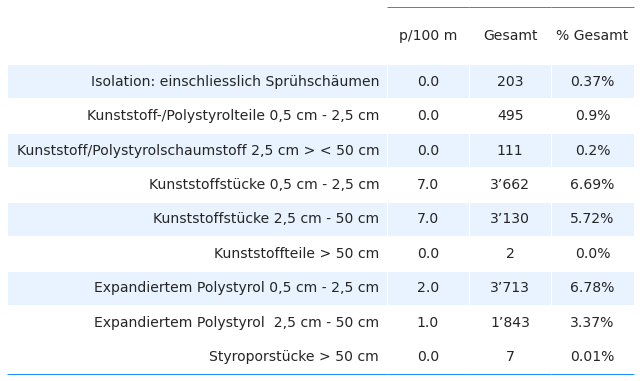 p/100 m Gesamt % Gesamt
Isolation: einschliesslich Sprühschäumen 0.0 203 0.37%
Kunststoff-/Polystyrolteile 0,5 cm - 2,5 cm 0.0 495 0.9%
Kunststoff/Polystyrolschaumstoff 2,5 cm > < 50 cm 0.0 111 0.2%
Kunststoffstücke 0,5 cm - 2,5 cm 7.0 3’662 6.69%
Kunststoffstücke 2,5 cm - 50 cm 7.0 3’130 5.72%
Kunststoffteile > 50 cm 0.0 2 0.0%
Expandiertem Polystyrol 0,5 cm - 2,5 cm 2.0 3’713 6.78%
Expandiertem Polystyrol  2,5 cm - 50 cm 1.0 1’843 3.37%
Styroporstücke > 50 cm 0.0 7 0.01%